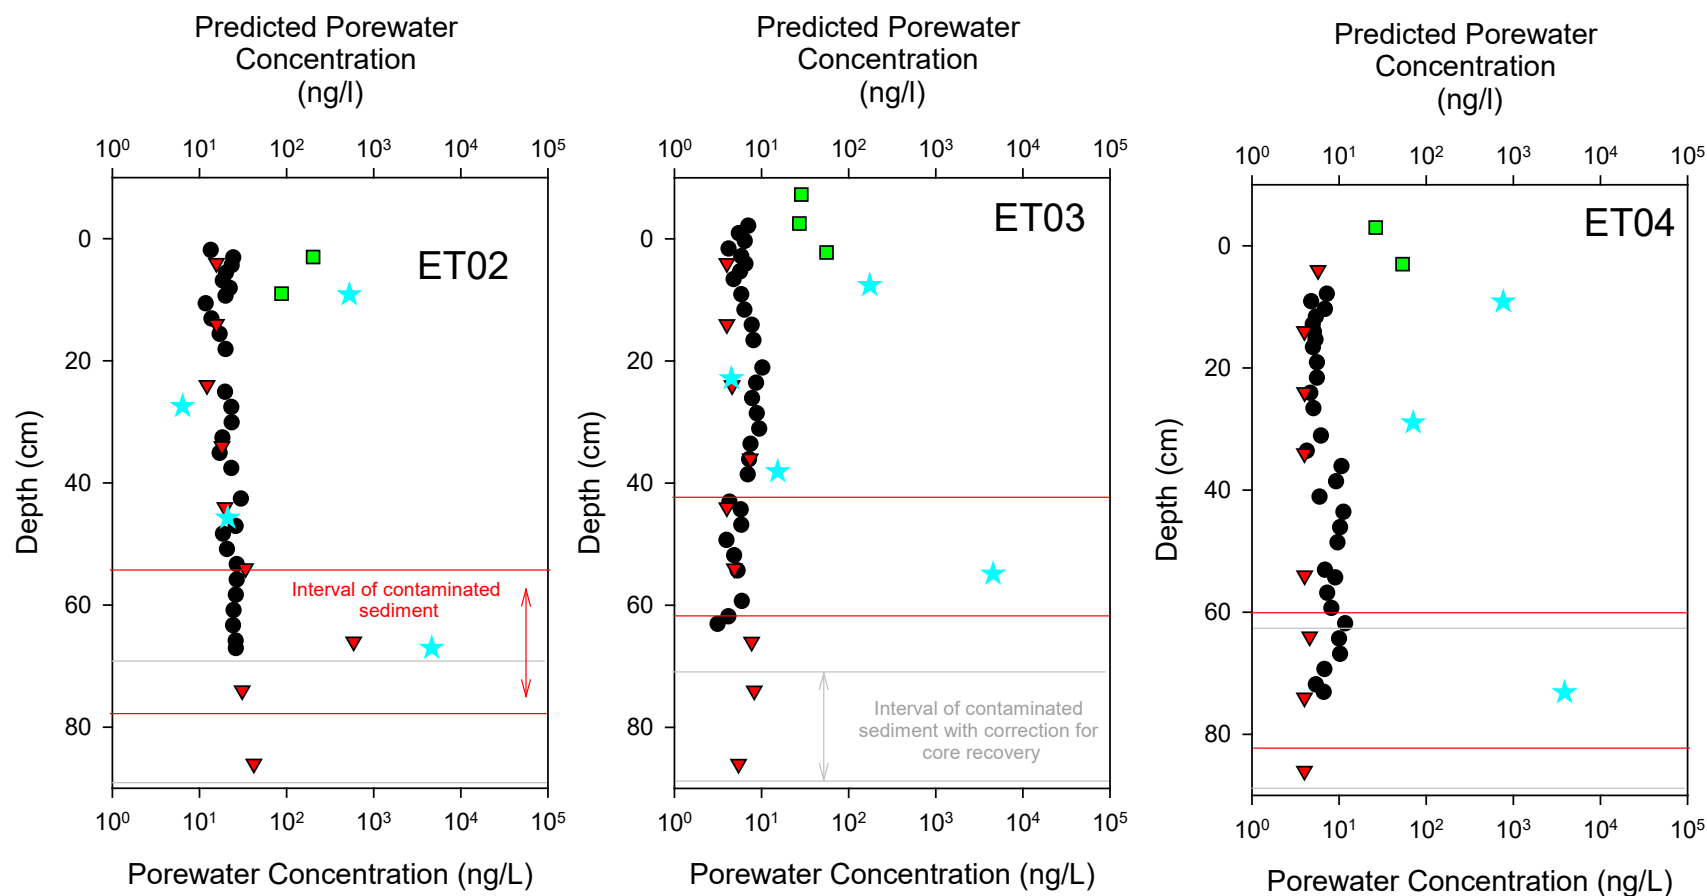 Predicted Porewater
Concentration
(ng/l)
10⁰ 10¹ 10² 10³ 10⁴ 10⁵
ET02
Depth (cm)
0
20
40
60
80
Interval of contaminated
sediment
10⁰ 10¹ 10² 10³ 10⁴ 10⁵
Porewater Concentration (ng/L)
Predicted Porewater
Concentration
(ng/l)
10⁰ 10¹ 10² 10³ 10⁴ 10⁵
ET03
Depth (cm)
0
20
40
60
80
Interval of contaminated
sediment with correction for
core recovery
10⁰ 10¹ 10² 10³ 10⁴ 10⁵
Porewater Concentration (ng/L)
Predicted Porewater
Concentration
(ng/l)
10⁰ 10¹ 10² 10³ 10⁴ 10⁵
ET04
Depth (cm)
0
20
40
60
80
10⁰ 10¹ 10² 10³ 10⁴ 10⁵
Porewater Concentration (ng/L)